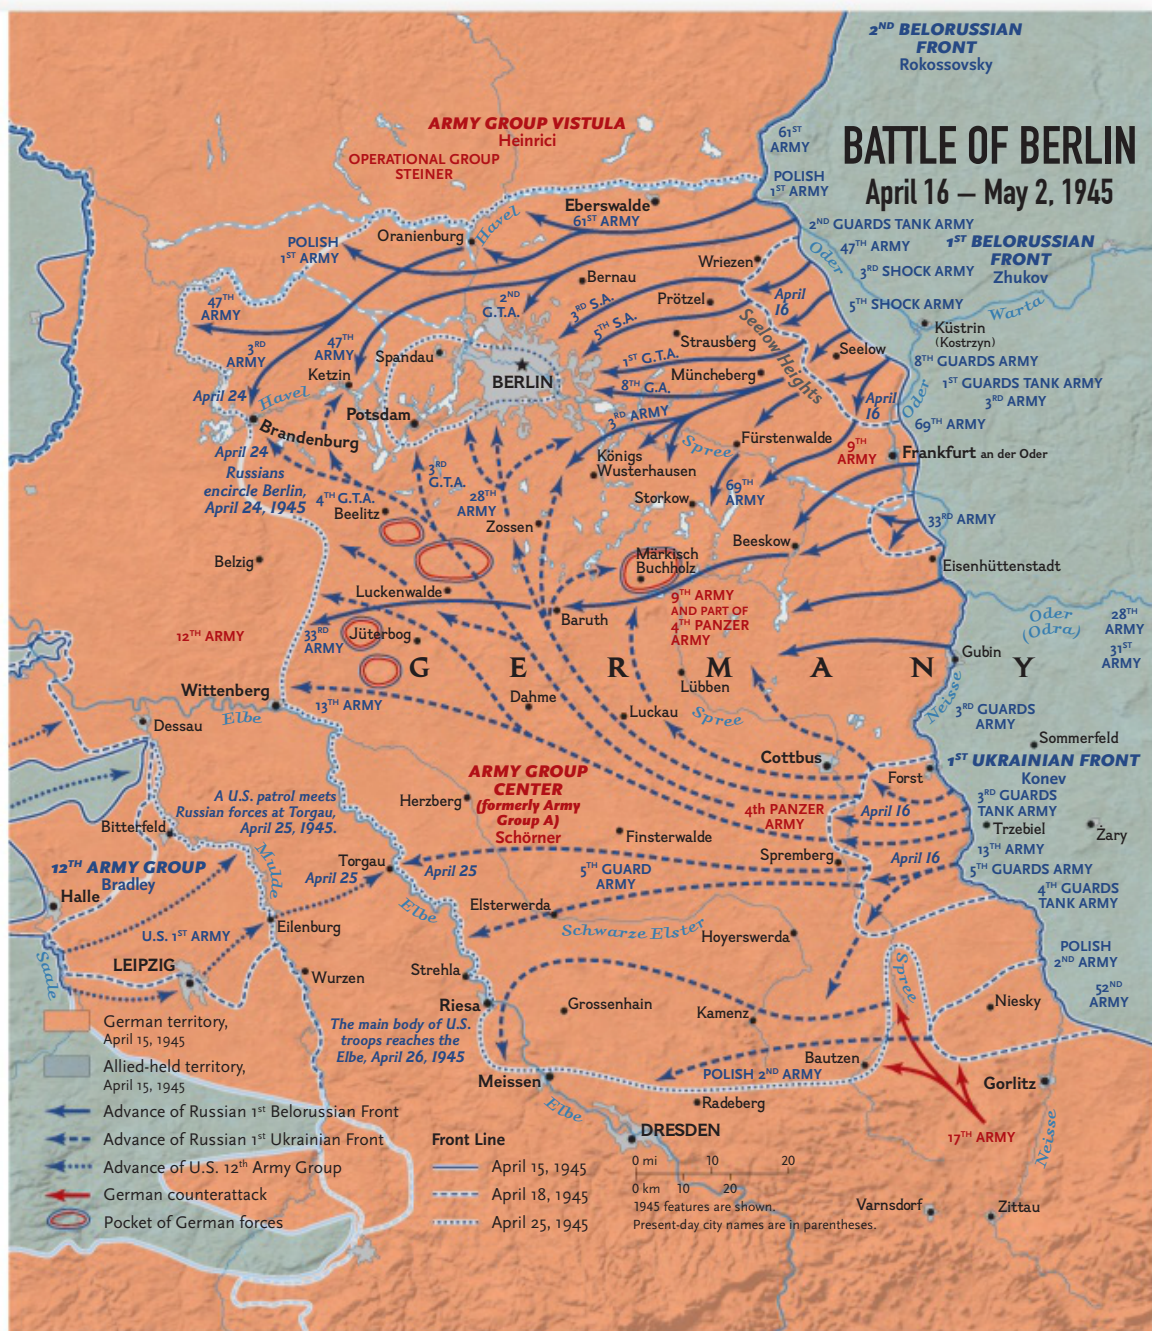 2ND BELORUSSIAN
FRONT
Rokossovsky
BATTLE OF BERLIN
April 16 — May 2, 1945
ARMY GROUP VISTULA
Heinrici
OPERATIONAL GROUP
STEINER
61ST
ARMY
POLISH
1ST ARMY
Eberswalde
61ST ARMY
Havel
Oranienburg
POLISH
1ST ARMY
2ND GUARDS TANK ARMY
47TH ARMY
1ST BELORUSSIAN
FRONT
Zhukov
3RD SHOCK ARMY
Oder
Wriezen
Bernau
Prötzel
April
16
5TH SHOCK ARMY
Warta
Küstrin
(Kostrzyn)
47TH
ARMY
2ND
G.T.A.
3RD S.A.
5TH S.A.
Seelow Heights
Strausberg
Seelow
3RD
ARMY
47TH
ARMY
Spandau
Ketzin
BERLIN
1ST G.T.A.
8TH G.A.
Müncheberg
8TH GUARDS ARMY
1ST GUARDS TANK ARMY
3RD ARMY
Oder
69TH ARMY
April 24
Havel
Potsdam
3RD ARMY
April
16
Brandenburg
April 24
Russians
encircle Berlin,
April 24, 1945
Spree
Fürstenwalde
9TH
ARMY
Frankfurt an der Oder
Königs
Wusterhausen
3RD
G.T.A.
28TH
ARMY
4TH G.T.A.
Beelitz
Storkow
69TH
ARMY
33RD ARMY
Zossen
Beeskow
Belzig
Märkisch
Buchholz
Eisenhüttenstadt
Luckenwalde
9TH ARMY
AND PART OF
4TH PANZER
ARMY
Baruth
Oder
(Odra)
28TH
ARMY
31ST
ARMY
12TH ARMY
33RD
ARMY
Jüterbog
GERMANY
Gubin
Lübben
Neisse
Wittenberg
13TH ARMY
Dahme
Luckau
Spree
3RD GUARDS
ARMY
Elbe
Dessau
Sommerfeld
Cottbus
Forst
1ST UKRAINIAN FRONT
Konev
ARMY GROUP
CENTER
(formerly Army
Group A)
Schörner
Herzberg
A U.S. patrol meets
Russian forces at Torgau,
April 25, 1945.
4th PANZER
ARMY
April 16
3RD GUARDS
TANK ARMY
Trzebiel
Żary
Bitterfeld
Finsterwalde
13TH ARMY
12TH ARMY GROUP
Bradley
Mulde
Torgau
April 25
April 25
5TH GUARD
ARMY
Spremberg
April 16
5TH GUARDS ARMY
4TH GUARDS
TANK ARMY
Halle
Elbe
Elsterwerda
Schwarze Elster
Hoyerswerda
Eilenburg
U.S. 1ST ARMY
Saale
LEIPZIG
Wurzen
Strehla
Spree
POLISH
2ND ARMY
52ND
ARMY
Riesa
Grossenhain
Kamenz
Niesky
German territory,
April 15, 1945
The main body of U.S.
troops reaches the
Elbe, April 26, 1945
Allied-held territory,
April 15, 1945
Meissen
POLISH 2ND ARMY
Bautzen
Gorlitz
Advance of Russian 1st Belorussian Front
Elbe
Radeberg
17TH ARMY
Neisse
Advance of Russian 1st Ukrainian Front
Front Line
DRESDEN
Advance of U.S. 12th Army Group
April 15, 1945
0 mi 10 20
German counterattack
April 18, 1945
0 km 10 20
Pocket of German forces
April 25, 1945
1945 features are shown.
Present-day city names are in parentheses.
Varnsdorf
Zittau